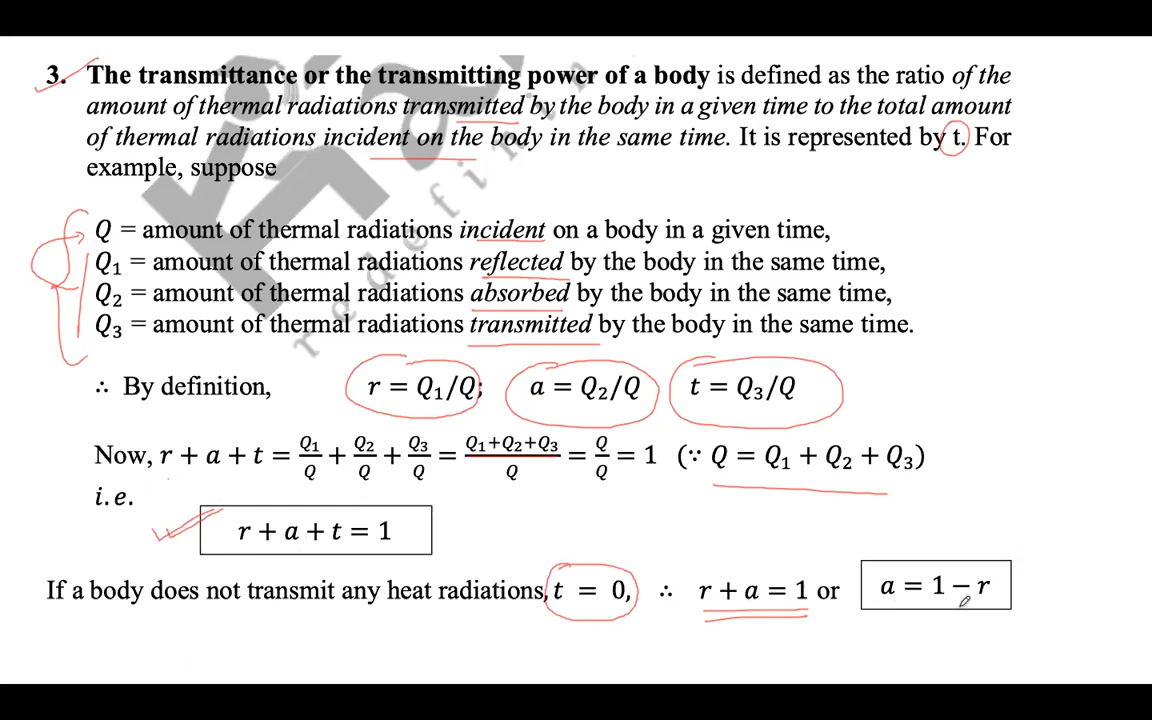 3. The transmittance or the transmitting power of a body is defined as the ratio of the
amount of thermal radiations transmitted by the body in a given time to the total amount
of thermal radiations incident on the body in the same time. It is represented by t. For
example, suppose
Q = amount of thermal radiations incident on a body in a given time,
Q₁ = amount of thermal radiations reflected by the body in the same time,
Q₂ = amount of thermal radiations absorbed by the body in the same time,
Q₃ = amount of thermal radiations transmitted by the body in the same time.
∴ By definition, r = Q₁/Q; a = Q₂/Q t = Q₃/Q
Now, r + a + t = Q₁/Q + Q₂/Q + Q₃/Q = (Q₁+Q₂+Q₃)/Q = Q/Q = 1 (∵ Q = Q₁ + Q₂ + Q₃)
i.e.
r + a + t = 1
If a body does not transmit any heat radiations, t = 0, ∴ r + a = 1 or a = 1 − r